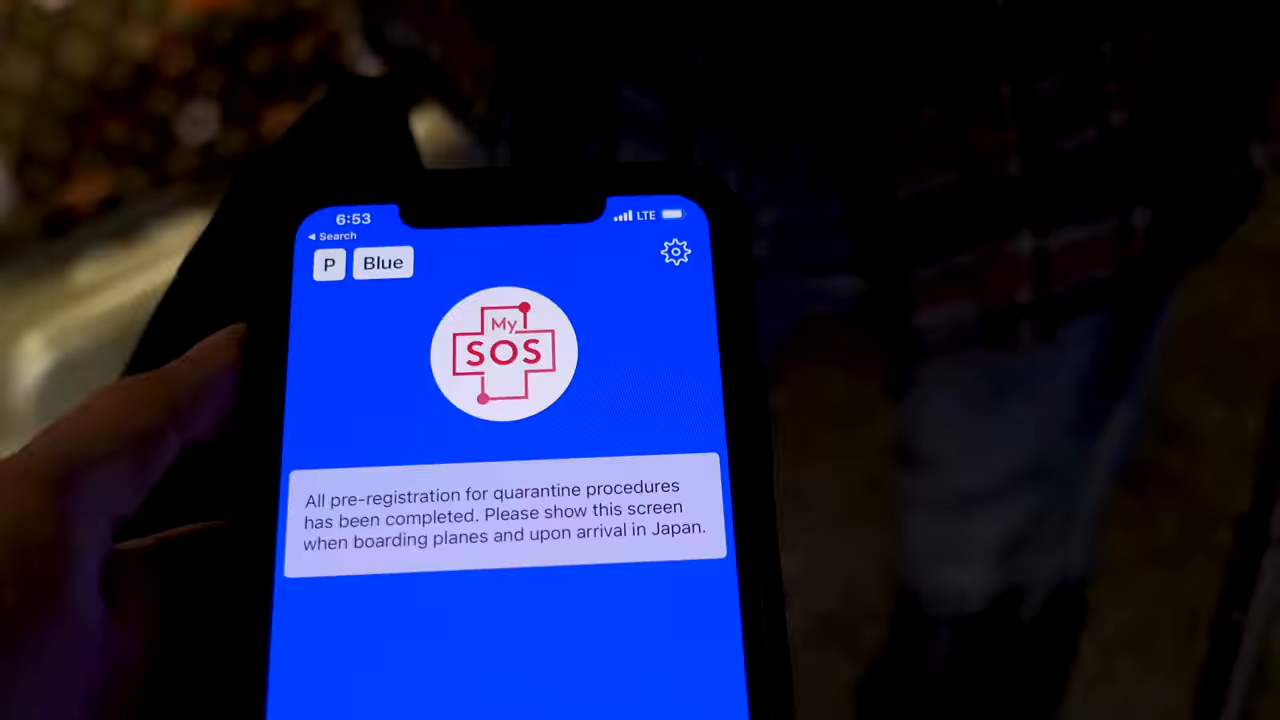 6:53
LTE
◀ Search
P
Blue
My
SOS
All pre-registration for quarantine procedures
has been completed. Please show this screen
when boarding planes and upon arrival in Japan.